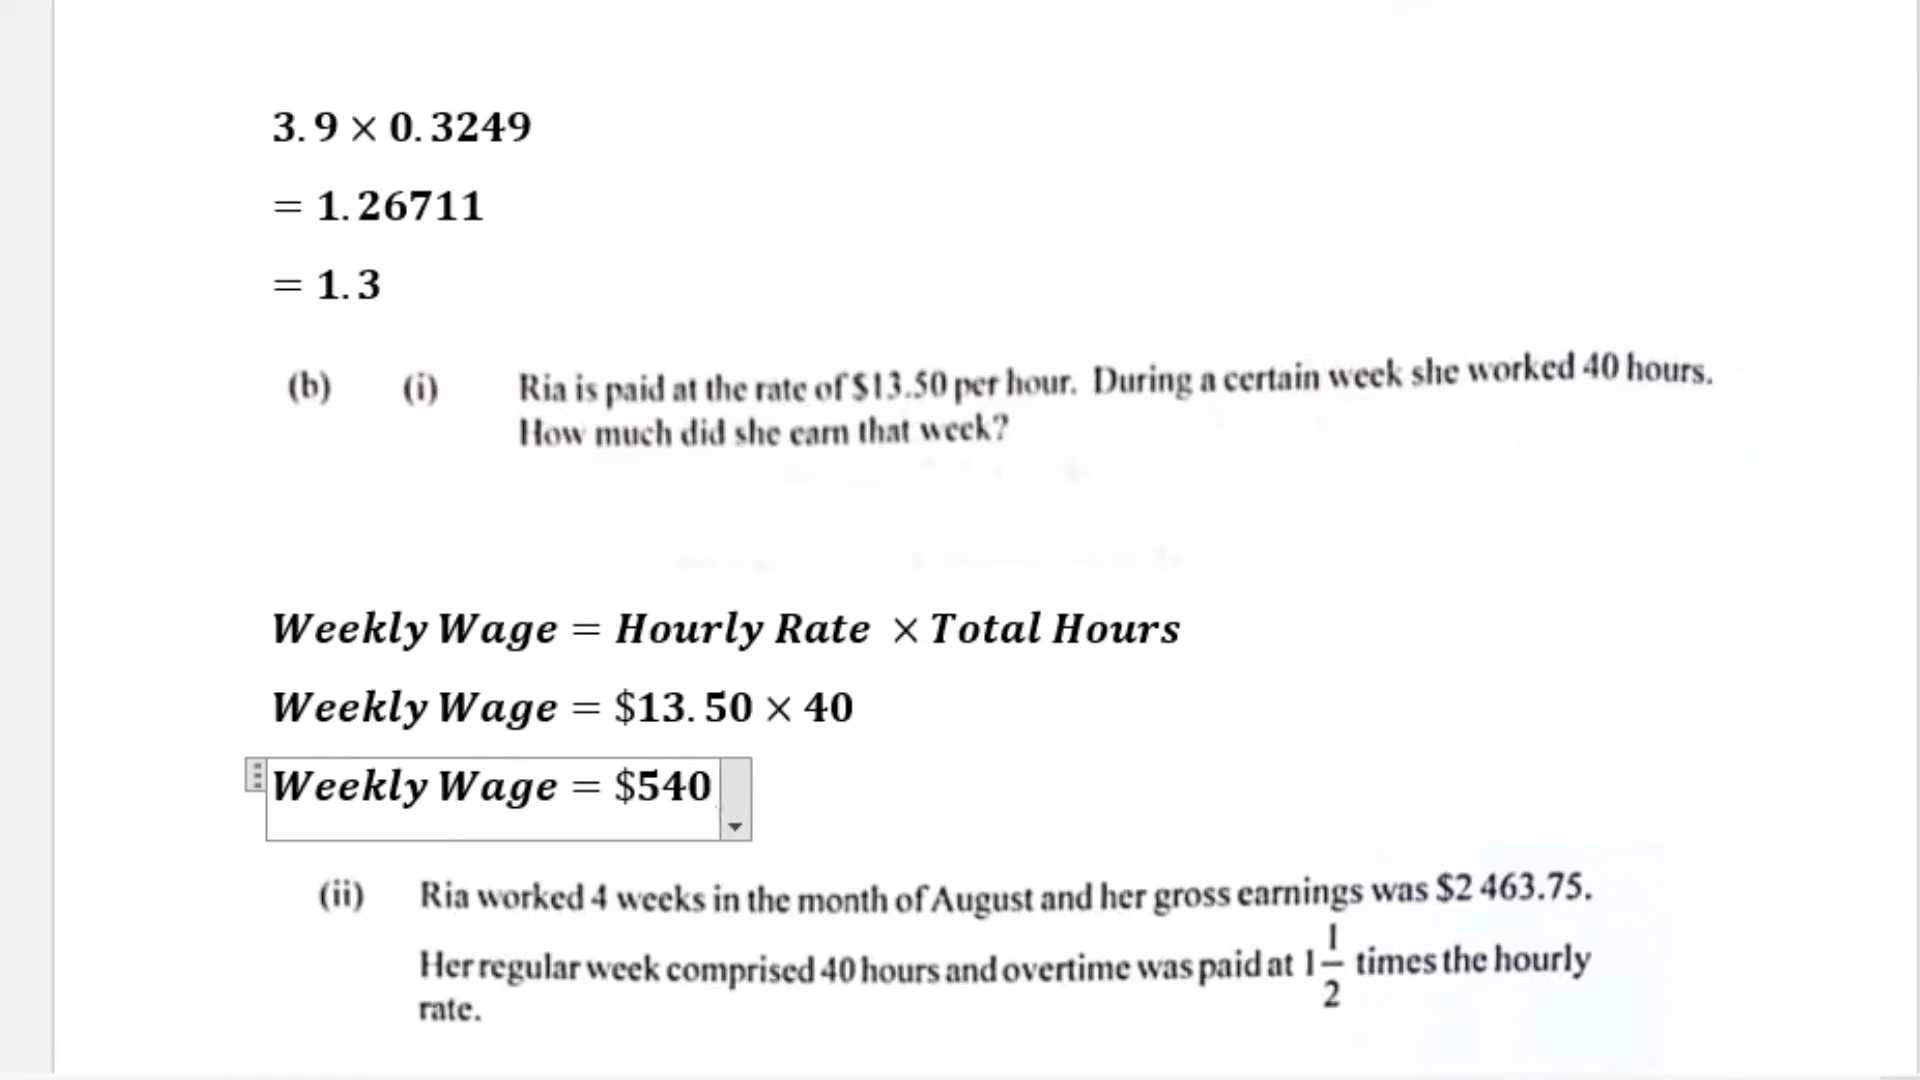 3.9 × 0.3249
= 1.26711
= 1.3
(b) (i) Ria is paid at the rate of $13.50 per hour. During a certain week she worked 40 hours.
How much did she earn that week?
Weekly Wage = Hourly Rate × Total Hours
Weekly Wage = $13.50 × 40
Weekly Wage = $540
(ii) Ria worked 4 weeks in the month of August and her gross earnings was $2 463.75.
Her regular week comprised 40 hours and overtime was paid at 1 1/2 times the hourly
rate.